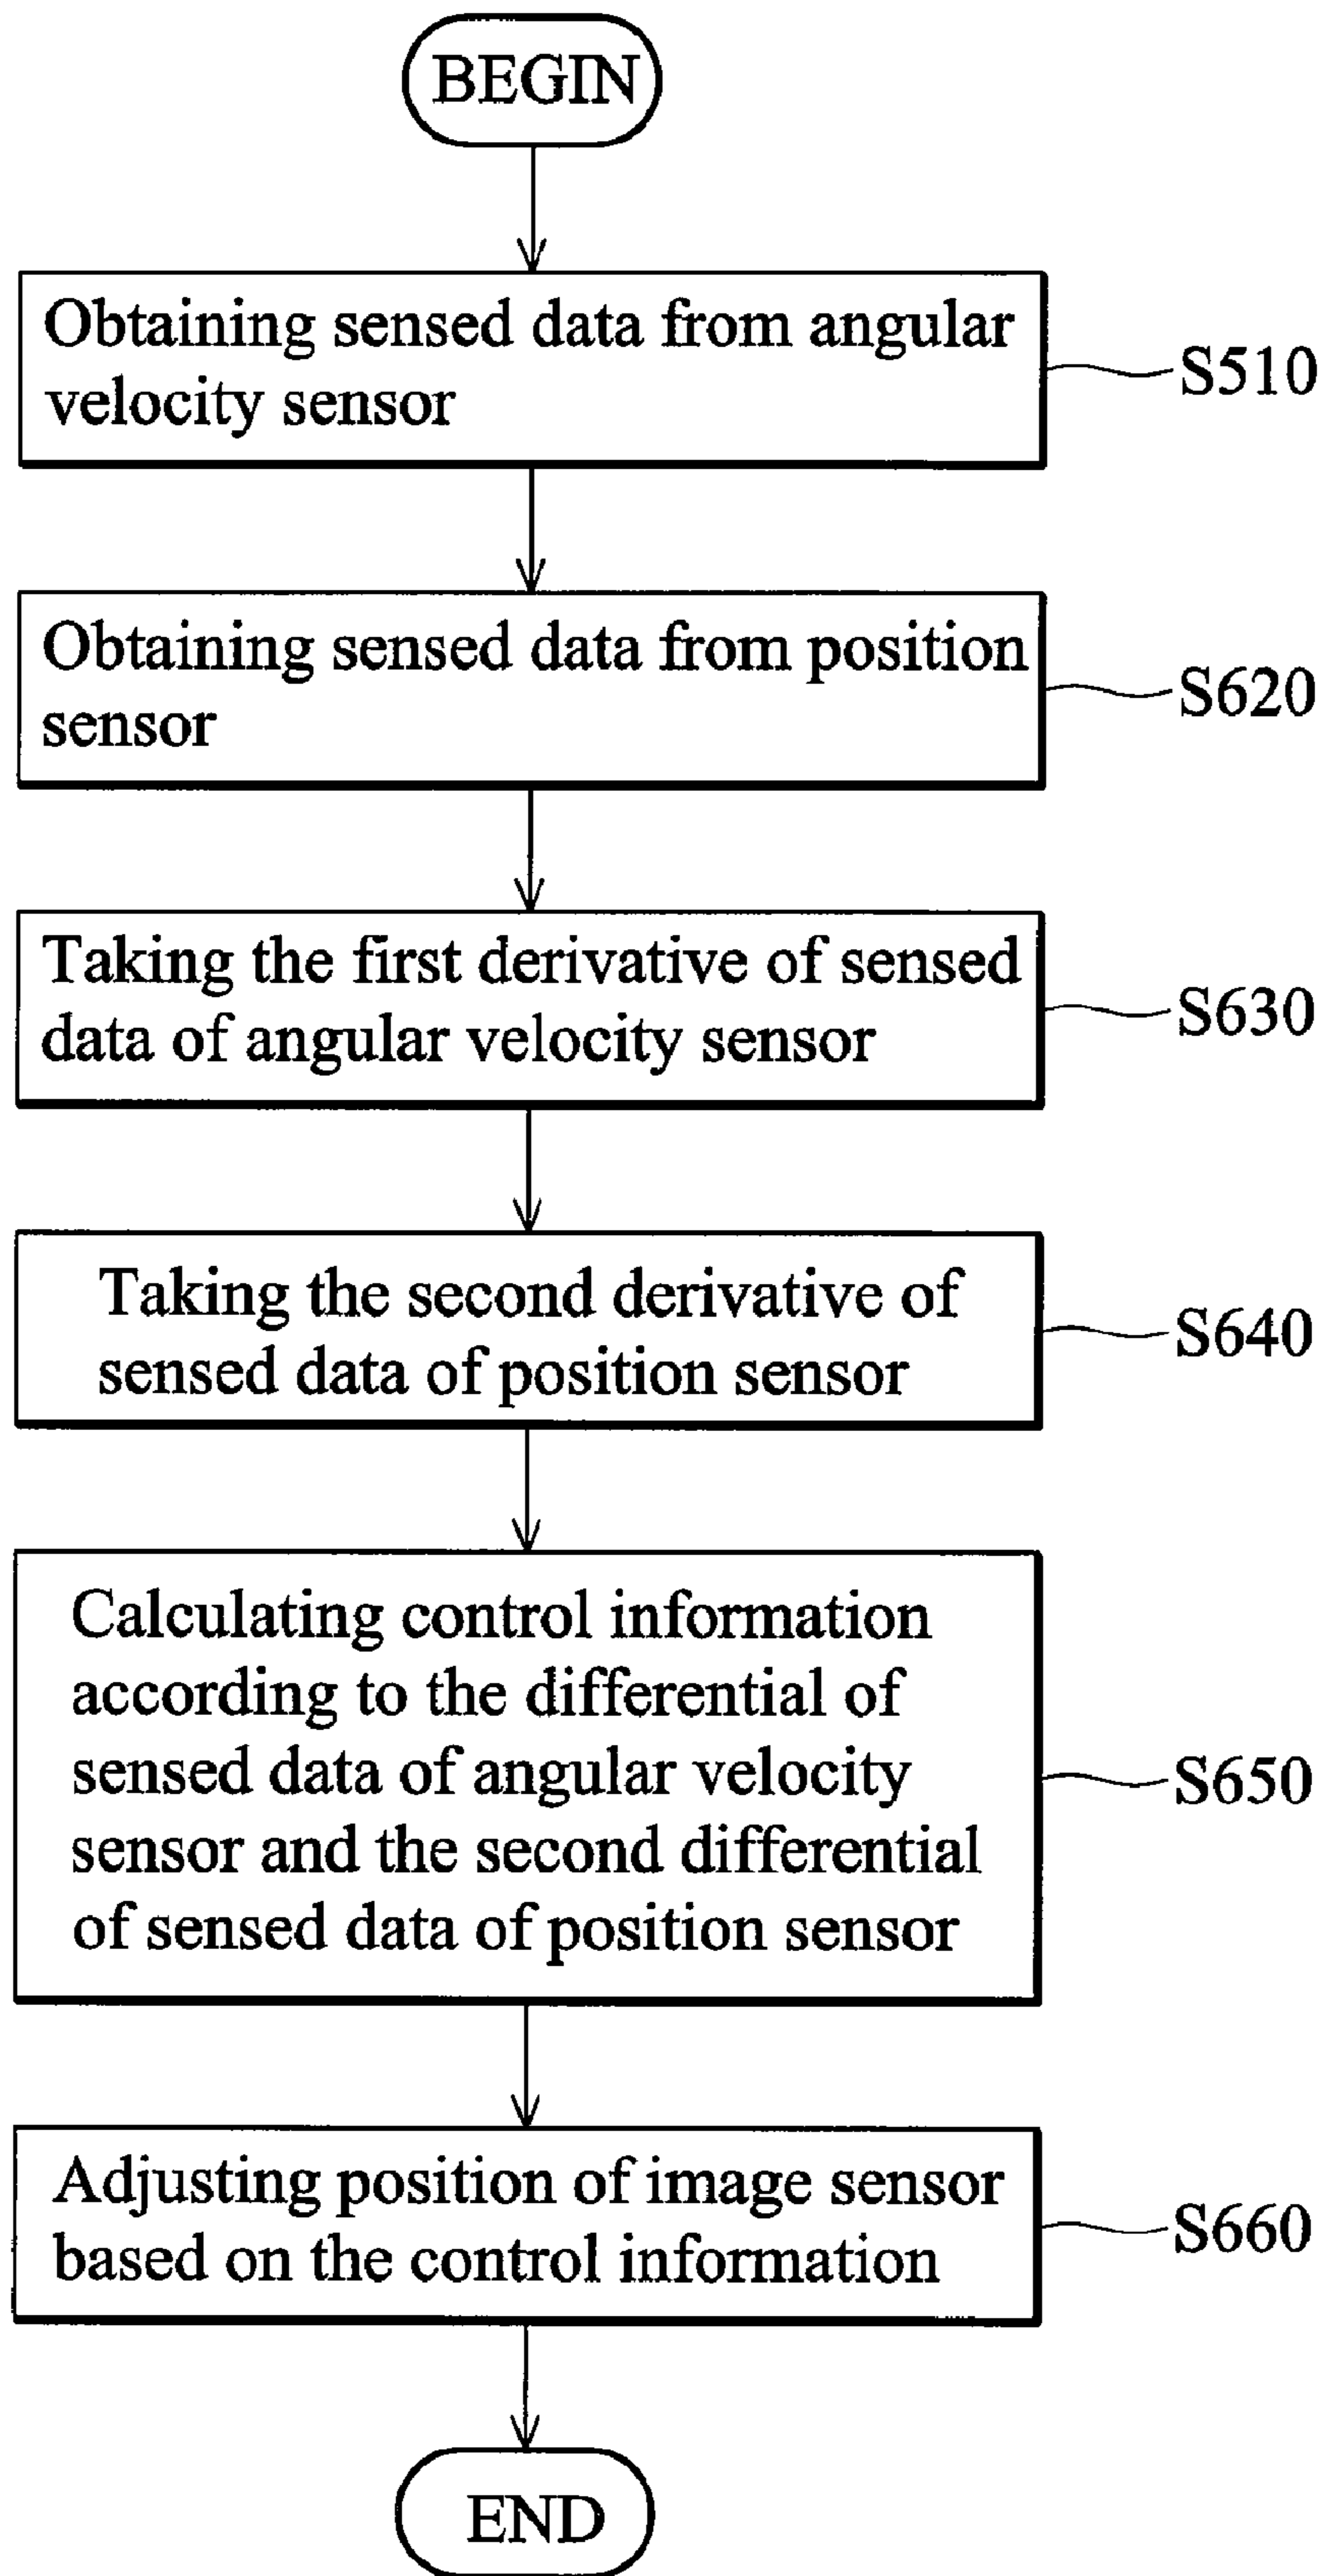 BEGIN
Obtaining sensed data from angular
velocity sensor
S510
Obtaining sensed data from position
sensor
S620
Taking the first derivative of sensed
data of angular velocity sensor
S630
Taking the second derivative of
sensed data of position sensor
S640
Calculating control information
according to the differential of
sensed data of angular velocity
sensor and the second differential
of sensed data of position sensor
S650
Adjusting position of image sensor
based on the control information
S660
END